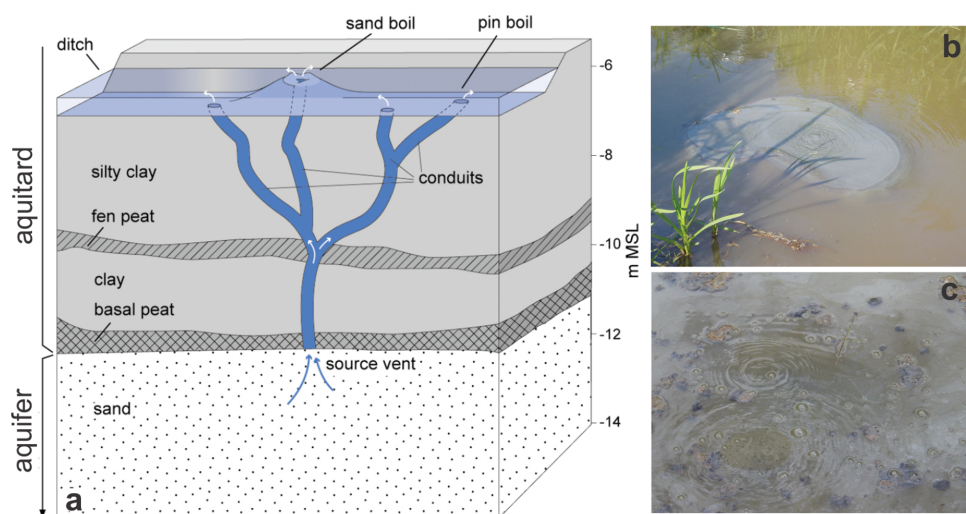 sand boil
pin boil
ditch
-6
b
silty clay
-8
conduits
aquitard
fen peat
-10
m MSL
clay
basal peat
c
-12
source vent
aquifer
sand
-14
a